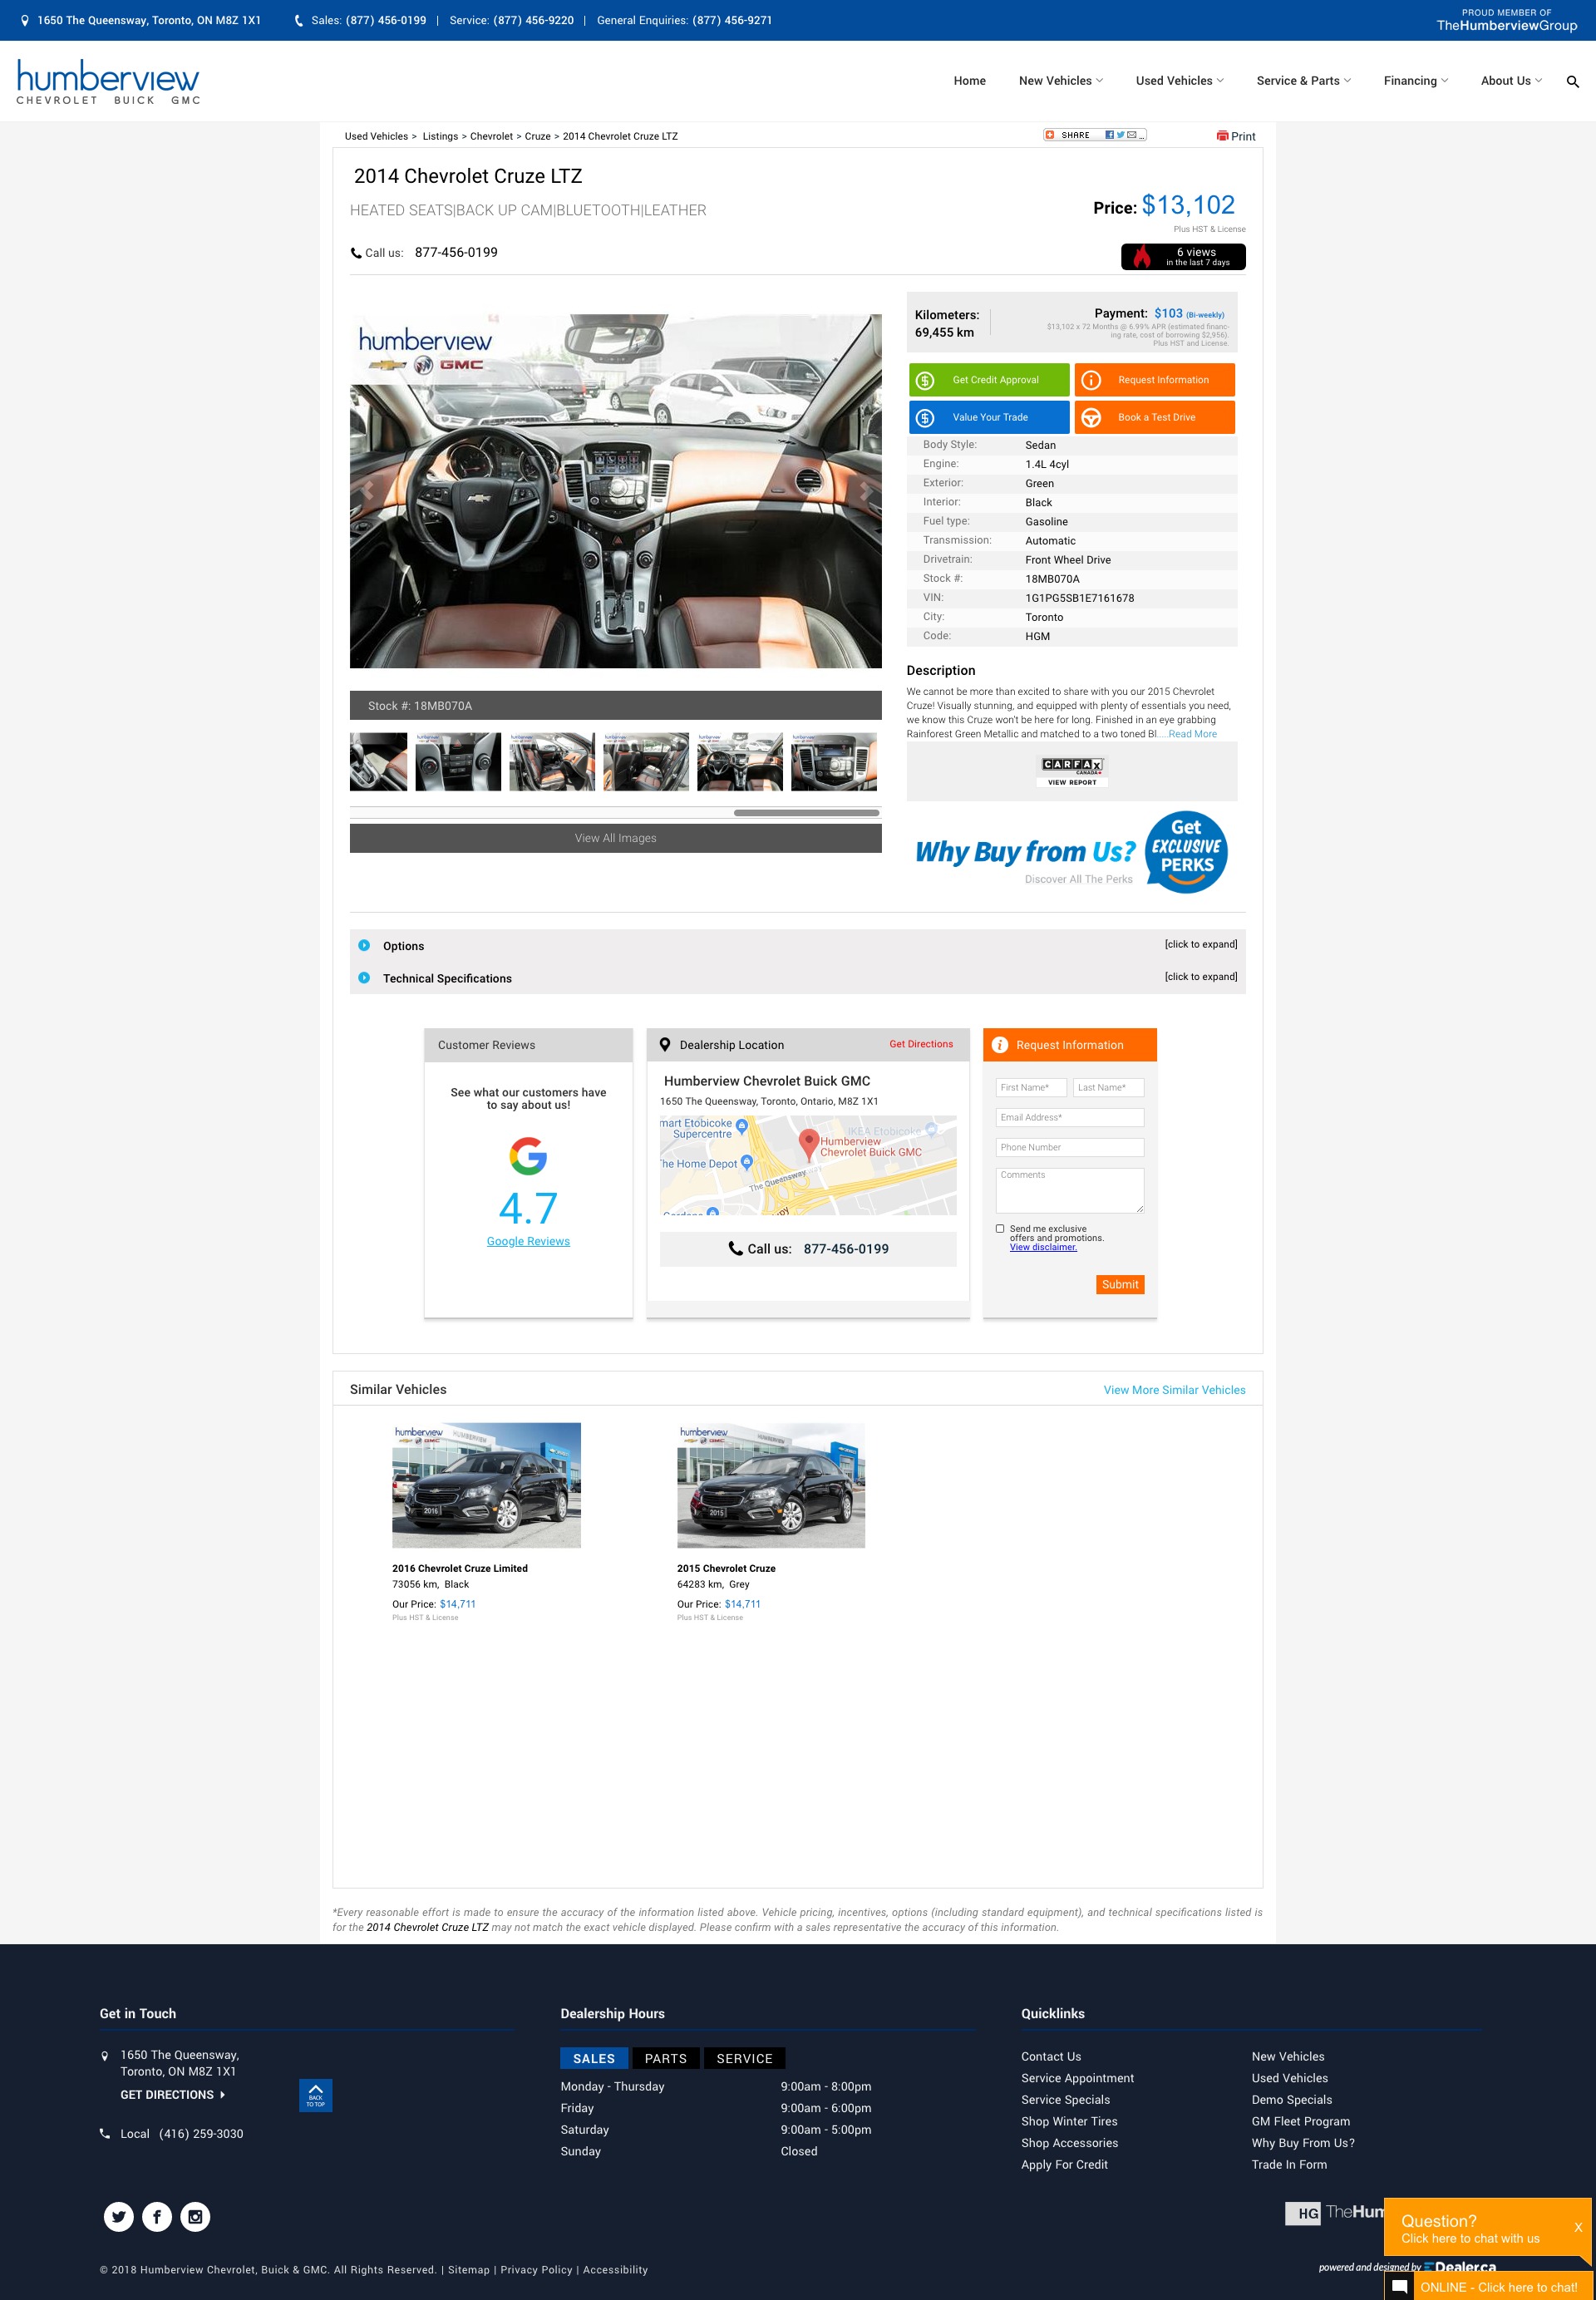 1650 The Queensway, Toronto, ON M8Z 1X1
Sales: (877) 456-0199 | Service: (877) 456-9220 | General Enquiries: (877) 456-9271
PROUD MEMBER OF
TheHumberviewGroup
humberview
CHEVROLET BUICK GMC
Home New Vehicles Used Vehicles Service & Parts Financing About Us
Used Vehicles > Listings > Chevrolet > Cruze > 2014 Chevrolet Cruze LTZ
SHARE ...
Print
2014 Chevrolet Cruze LTZ
HEATED SEATS|BACK UP CAM|BLUETOOTH|LEATHER
Price: $13,102
Plus HST & License
Call us: 877-456-0199
6 views
in the last 7 days
humberview
GMC
Stock #: 18MB070A
View All Images
Kilometers:
69,455 km
Payment: $103 (Bi-weekly)
$13,102 x 72 Months @ 6.99% APR (estimated financ-
ing rate, cost of borrowing $2,956).
Plus HST and License.
Get Credit Approval
Request Information
Value Your Trade
Book a Test Drive
Body Style: Sedan
Engine: 1.4L 4cyl
Exterior: Green
Interior: Black
Fuel type: Gasoline
Transmission: Automatic
Drivetrain: Front Wheel Drive
Stock #: 18MB070A
VIN: 1G1PG5SB1E7161678
City: Toronto
Code: HGM
Description
We cannot be more than excited to share with you our 2015 Chevrolet
Cruze! Visually stunning, and equipped with plenty of essentials you need,
we know this Cruze won't be here for long. Finished in an eye grabbing
Rainforest Green Metallic and matched to a two toned Bl.....Read More
CARFAX
CANADA
VIEW REPORT
Why Buy from Us?
Discover All The Perks
Get
EXCLUSIVE
PERKS
Options [click to expand]
Technical Specifications [click to expand]
Customer Reviews
See what our customers have
to say about us!
4.7
Google Reviews
Dealership Location Get Directions
Humberview Chevrolet Buick GMC
1650 The Queensway, Toronto, Ontario, M8Z 1X1
mart Etobicoke
Supercentre
IKEA Etobicoke
Humberview
Chevrolet Buick GMC
The Home Depot
The Queensway
Call us: 877-456-0199
Request Information
First Name* Last Name*
Email Address*
Phone Number
Comments
Send me exclusive
offers and promotions.
View disclaimer.
Submit
Similar Vehicles
View More Similar Vehicles
humberview
2016
2016 Chevrolet Cruze Limited
73056 km, Black
Our Price: $14,711
Plus HST & License
humberview
2015
2015 Chevrolet Cruze
64283 km, Grey
Our Price: $14,711
Plus HST & License
*Every reasonable effort is made to ensure the accuracy of the information listed above. Vehicle pricing, incentives, options (including standard equipment), and technical specifications listed is
for the 2014 Chevrolet Cruze LTZ may not match the exact vehicle displayed. Please confirm with a sales representative the accuracy of this information.
Get in Touch
1650 The Queensway,
Toronto, ON M8Z 1X1
GET DIRECTIONS
BACK
TO TOP
Local (416) 259-3030
Dealership Hours
SALES PARTS SERVICE
Monday - Thursday 9:00am - 8:00pm
Friday 9:00am - 6:00pm
Saturday 9:00am - 5:00pm
Sunday Closed
Quicklinks
Contact Us
Service Appointment
Service Specials
Shop Winter Tires
Shop Accessories
Apply For Credit
New Vehicles
Used Vehicles
Demo Specials
GM Fleet Program
Why Buy From Us?
Trade In Form
HG TheHum
Question?
Click here to chat with us
X
© 2018 Humberview Chevrolet, Buick & GMC. All Rights Reserved. | Sitemap | Privacy Policy | Accessibility
powered and designed by EDealer.ca
ONLINE - Click here to chat!